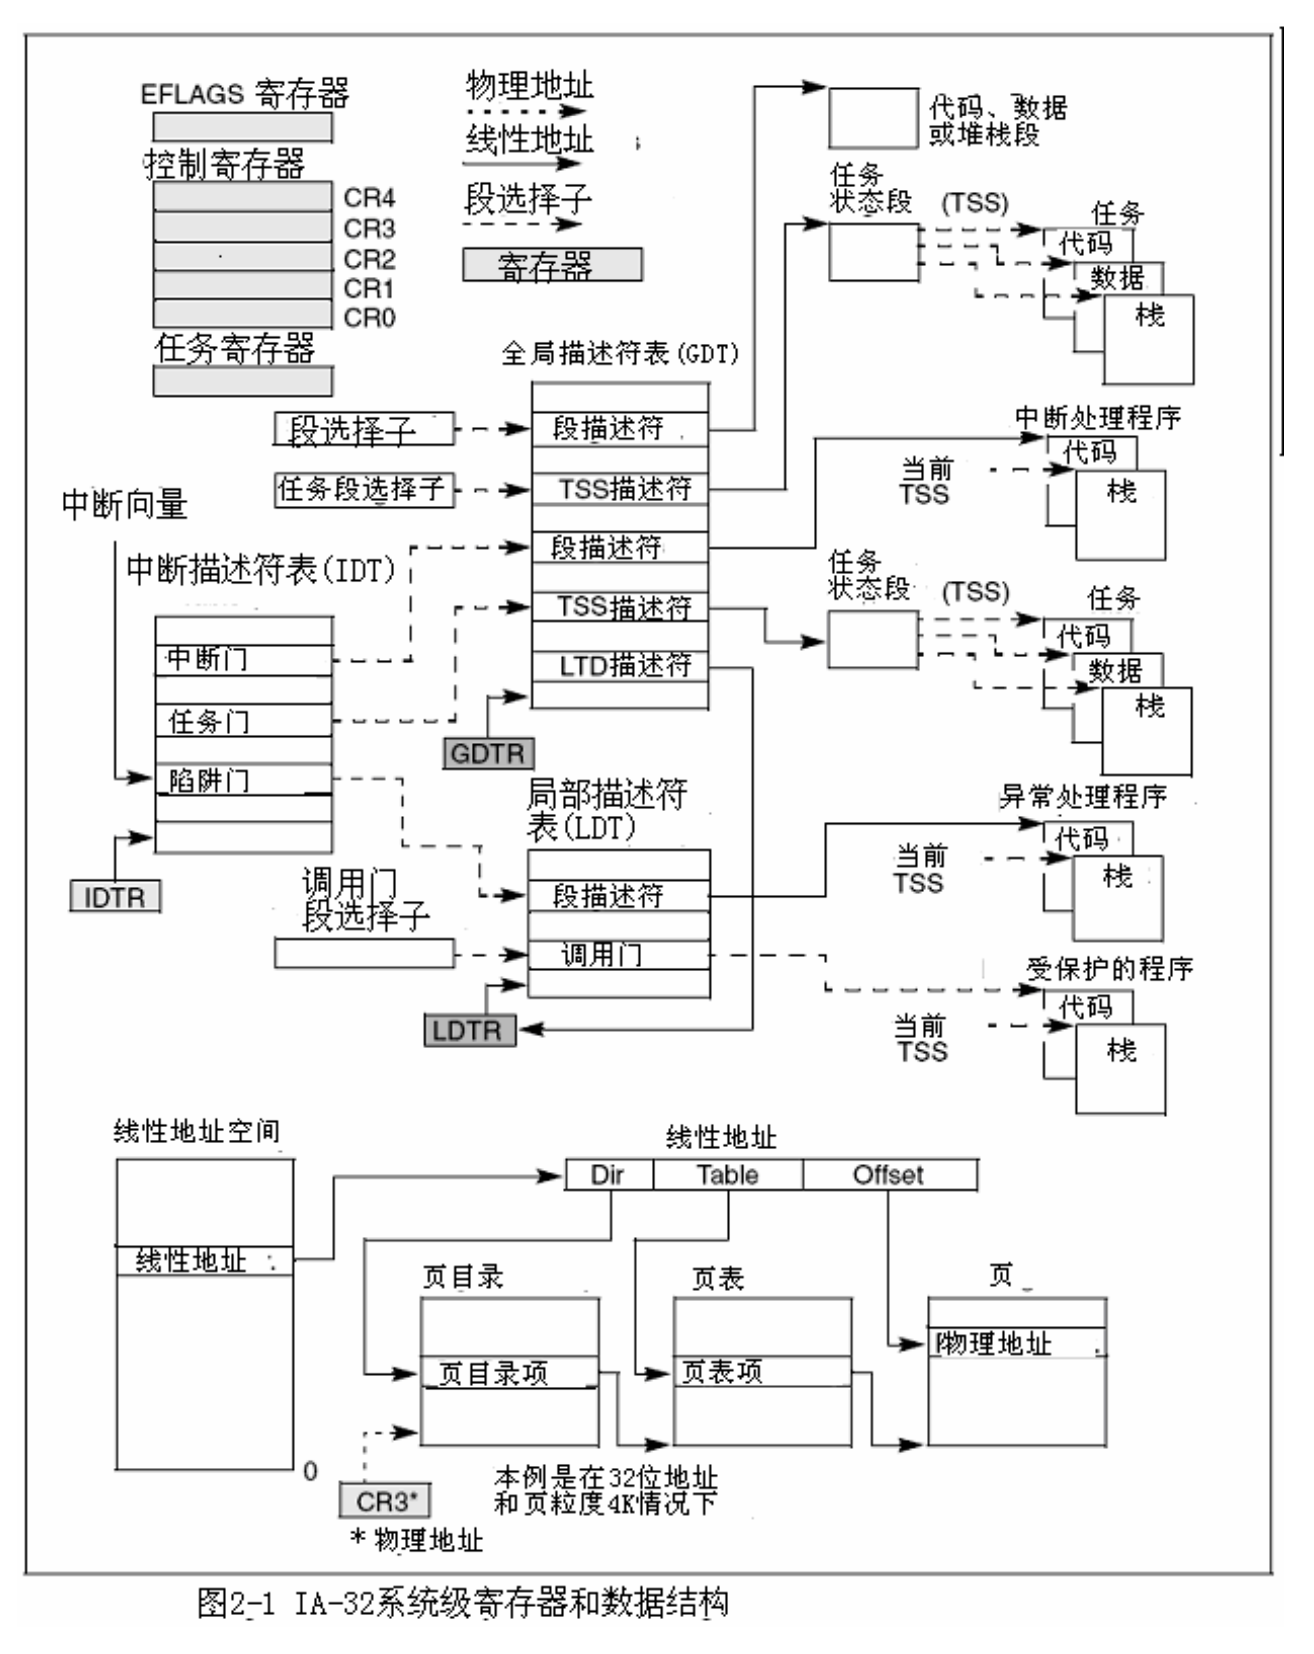 EFLAGS 寄存器
控制寄存器
CR4
CR3
CR2
CR1
CR0
任务寄存器
物理地址
线性地址
段选择子
寄存器
代码、数据
或堆栈段
任务
状态段
(TSS)
任务
代码
数据
栈
全局描述符表(GDT)
段选择子
段描述符
任务段选择子
TSS描述符
段描述符
TSS描述符
LTD描述符
GDTR
中断处理程序
代码
当前
TSS
栈
中断向量
中断描述符表(IDT)
中断门
任务门
陷阱门
IDTR
任务
状态段
(TSS)
任务
代码
数据
栈
局部描述符
表(LDT)
段描述符
调用门
调用门
段选择子
LDTR
异常处理程序
代码
当前
TSS
栈
受保护的程序
代码
当前
TSS
栈
线性地址空间
线性地址
0
线性地址
Dir
Table
Offset
页目录
页目录项
页表
页表项
页
物理地址
CR3*
* 物理地址
本例是在32位地址
和页粒度4K情况下
图2-1 IA-32系统级寄存器和数据结构